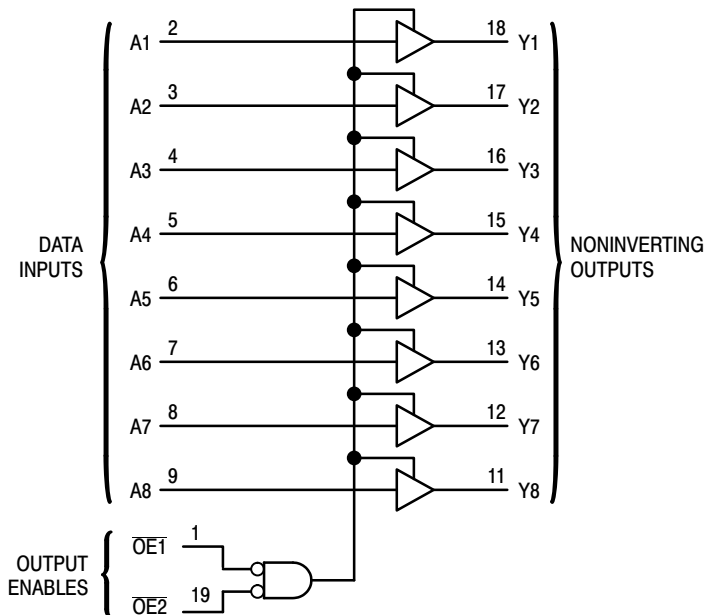 A1 2 18 Y1
A2 3 17 Y2
A3 4 16 Y3
A4 5 15 Y4
DATA
INPUTS
NONINVERTING
OUTPUTS
A5 6 14 Y5
A6 7 13 Y6
A7 8 12 Y7
A8 9 11 Y8
OUTPUT
ENABLES
O̅E̅1̅ 1
O̅E̅2̅ 19